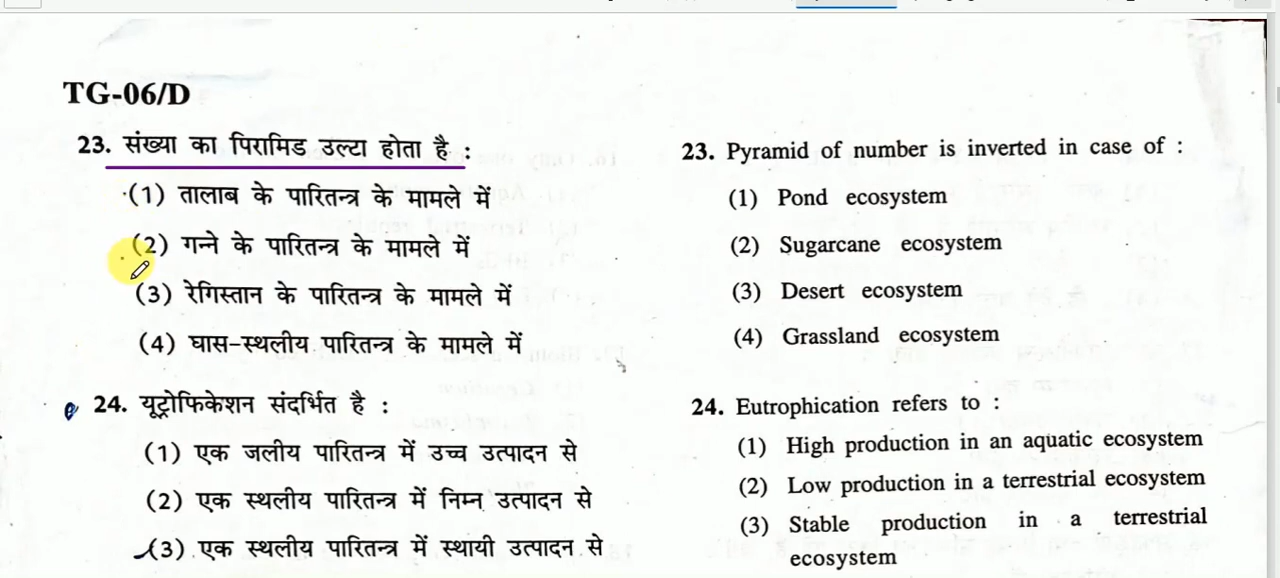 TG-06/D
23. संख्या का पिरामिड उल्टा होता है :
(1) तालाब के पारितन्त्र के मामले में
(2) गन्ने के पारितन्त्र के मामले में
(3) रेगिस्तान के पारितन्त्र के मामले में
(4) घास-स्थलीय पारितन्त्र के मामले में
24. यूट्रोफिकेशन संदर्भित है :
(1) एक जलीय पारितन्त्र में उच्च उत्पादन से
(2) एक स्थलीय पारितन्त्र में निम्न उत्पादन से
(3) एक स्थलीय पारितन्त्र में स्थायी उत्पादन से
23. Pyramid of number is inverted in case of :
(1) Pond ecosystem
(2) Sugarcane ecosystem
(3) Desert ecosystem
(4) Grassland ecosystem
24. Eutrophication refers to :
(1) High production in an aquatic ecosystem
(2) Low production in a terrestrial ecosystem
(3) Stable production in a terrestrial
ecosystem